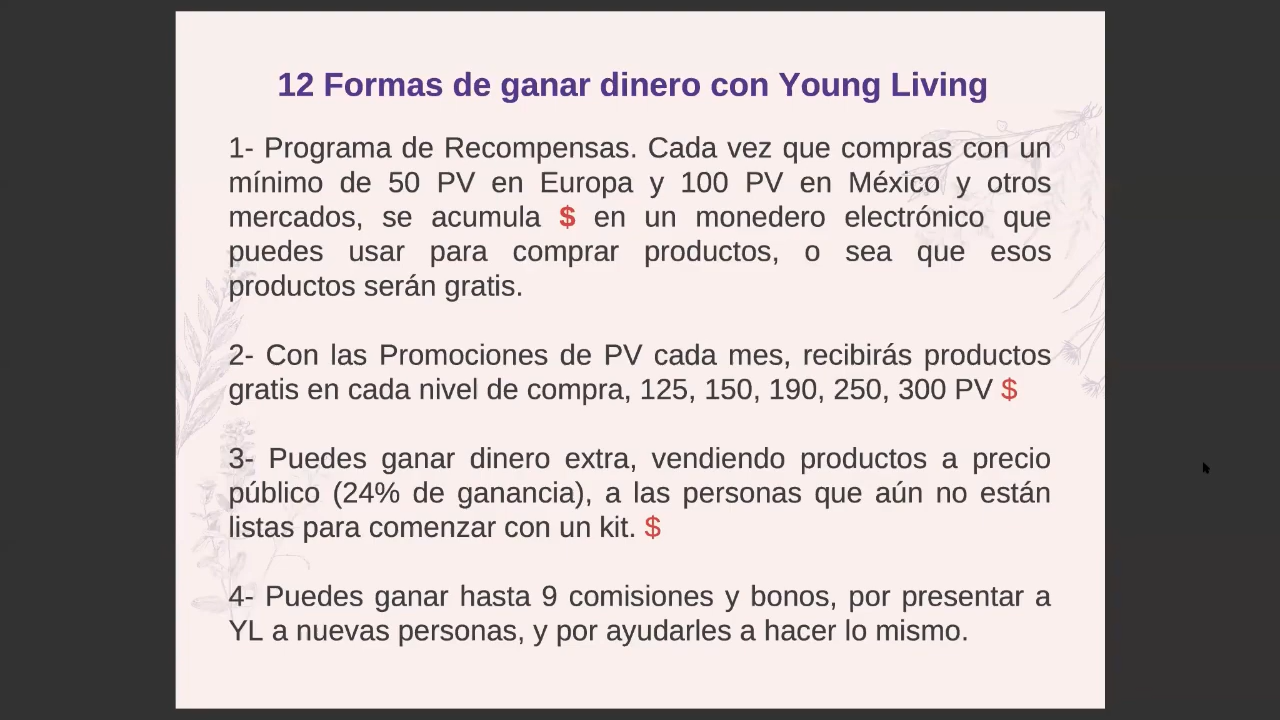 12 Formas de ganar dinero con Young Living
1- Programa de Recompensas. Cada vez que compras con un
mínimo de 50 PV en Europa y 100 PV en México y otros
mercados, se acumula $ en un monedero electrónico que
puedes usar para comprar productos, o sea que esos
productos serán gratis.
2- Con las Promociones de PV cada mes, recibirás productos
gratis en cada nivel de compra, 125, 150, 190, 250, 300 PV $
3- Puedes ganar dinero extra, vendiendo productos a precio
público (24% de ganancia), a las personas que aún no están
listas para comenzar con un kit. $
4- Puedes ganar hasta 9 comisiones y bonos, por presentar a
YL a nuevas personas, y por ayudarles a hacer lo mismo.